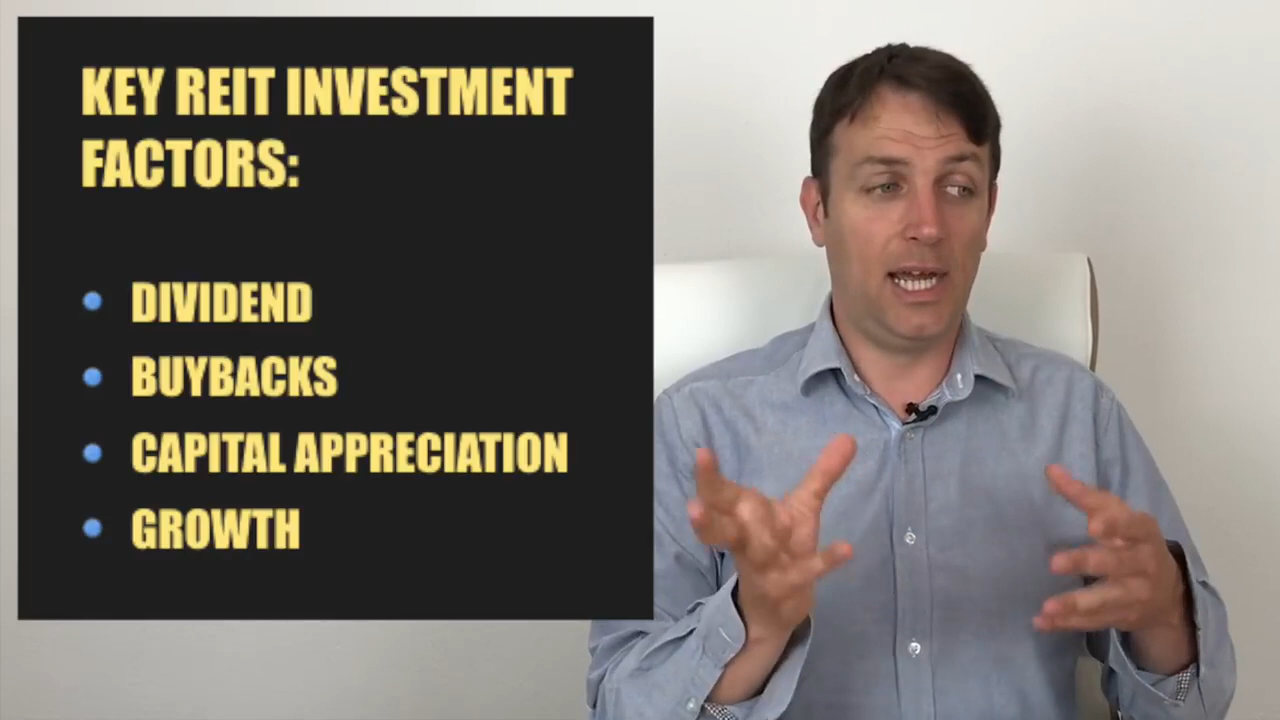 KEY REIT INVESTMENT
FACTORS:
• DIVIDEND
• BUYBACKS
• CAPITAL APPRECIATION
• GROWTH